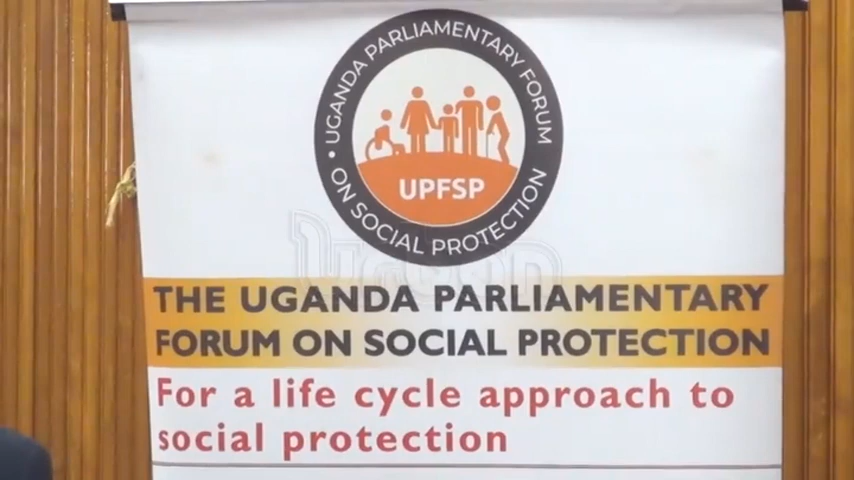 UGANDA PARLIAMENTARY FORUM
• ON SOCIAL PROTECTION •
UPFSP
THE UGANDA PARLIAMENTARY
FORUM ON SOCIAL PROTECTION
For a life cycle approach to
social protection